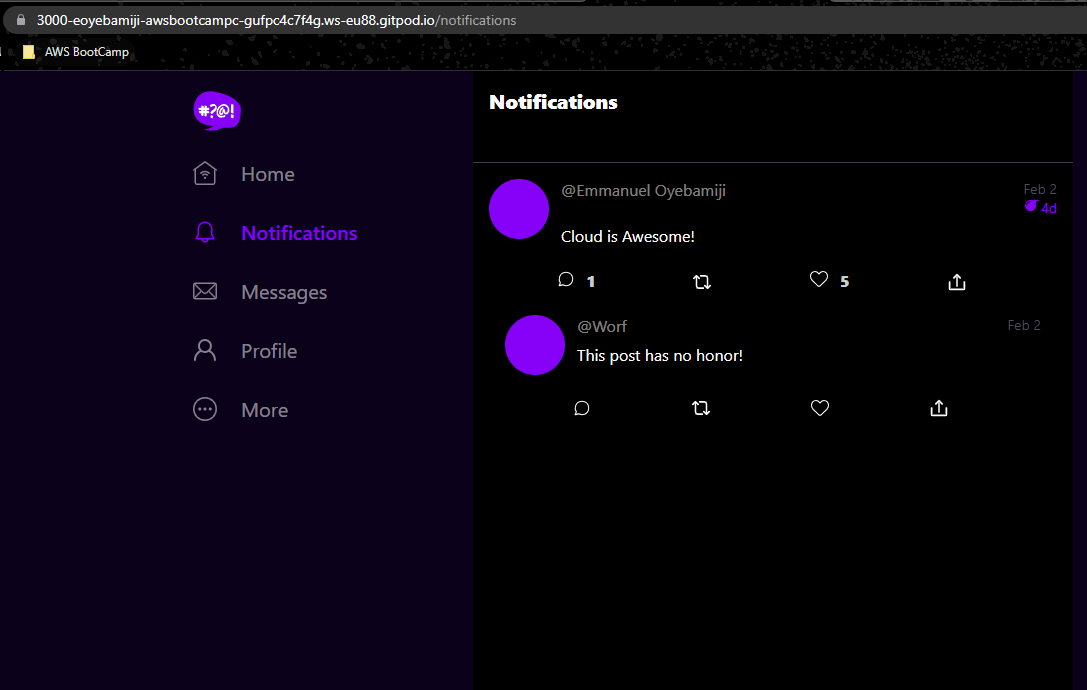 3000-eoyebamiji-awsbootcampc-gufpc4c7f4g.ws-eu88.gitpod.io/notifications
AWS BootCamp
#?@!
Home
Notifications
Messages
Profile
More
Notifications
@Emmanuel Oyebamiji
Feb 2
4d
Cloud is Awesome!
1
5
@Worf
Feb 2
This post has no honor!